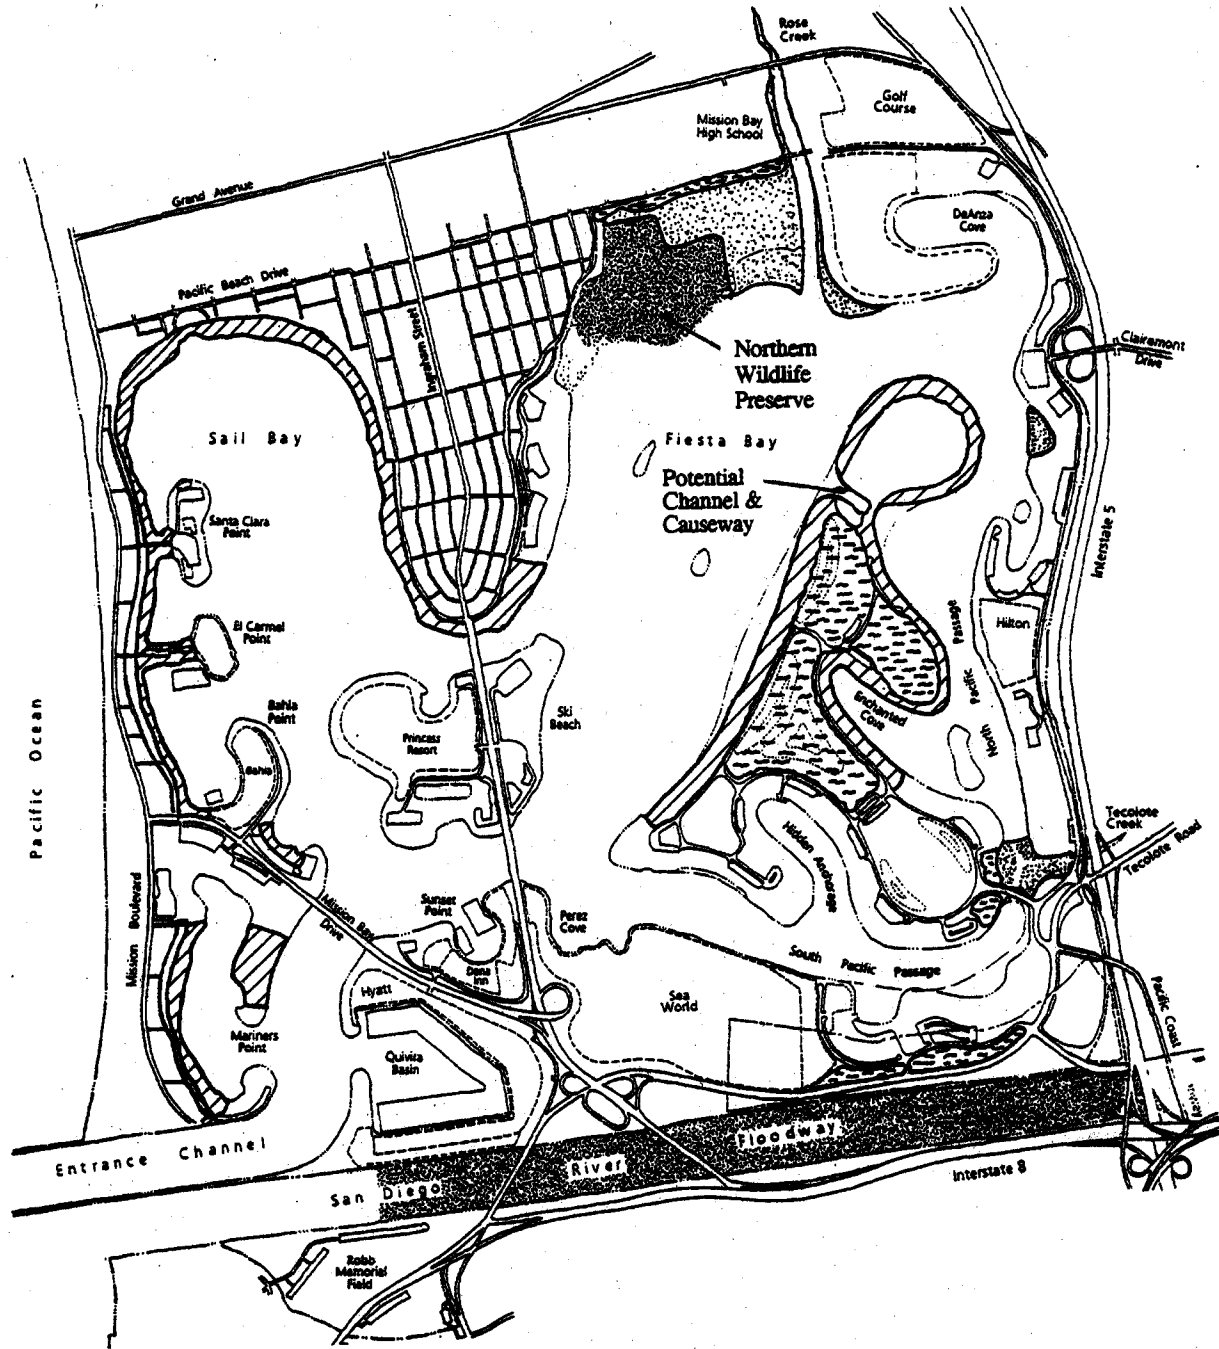 Rose
Creek
Golf
Course
Mission Bay
High School
Grand Avenue
DeAnza
Cove
Pacific Beach Drive
Ingraham Street
Clairemont
Drive
Northern
Wildlife
Preserve
Sail Bay
Fiesta Bay
Potential
Channel &
Causeway
Santa Clara
Point
Interstate 5
El Carmel
Point
Hilton
North Pacific Passage
Pacific Ocean
Bahia
Point
Bahia
Princess
Resort
Ski
Beach
Enchanted
Cove
Hidden Anchorage
Tecolote
Creek
Tecolote Road
Mission Boulevard
Mission Bay
Drive
Sunset
Point
Perez
Cove
Dana
Inn
South Pacific Passage
Hyatt
Sea
World
Pacific Coast
Mariners
Point
Quivira
Basin
Entrance Channel
San Diego River Floodway
Interstate 8
Robb
Memorial
Field